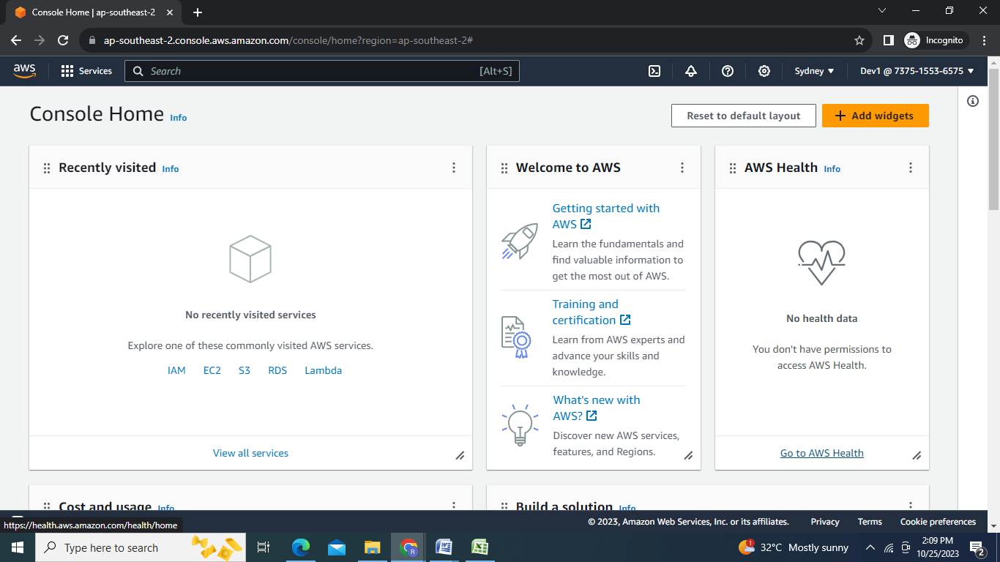 Console Home | ap-southeast-2
ap-southeast-2.console.aws.amazon.com/console/home?region=ap-southeast-2#
Incognito
aws
Services
Search
[Alt+S]
Sydney
Dev1 @ 7375-1553-6575
Console Home Info
Reset to default layout
Add widgets
Recently visited Info
No recently visited services
Explore one of these commonly visited AWS services.
IAM EC2 S3 RDS Lambda
View all services
Welcome to AWS
Getting started with
AWS
Learn the fundamentals and
find valuable information to
get the most out of AWS.
Training and
certification
Learn from AWS experts and
advance your skills and
knowledge.
What's new with
AWS?
Discover new AWS services,
features, and Regions.
AWS Health Info
No health data
You don't have permissions to
access AWS Health.
Go to AWS Health
Cost and usage Info
Build a solution Info
https://health.aws.amazon.com/health/home
© 2023, Amazon Web Services, Inc. or its affiliates.
Privacy
Terms
Cookie preferences
Type here to search
R
1
32°C Mostly sunny
2:09 PM
10/25/2023
2